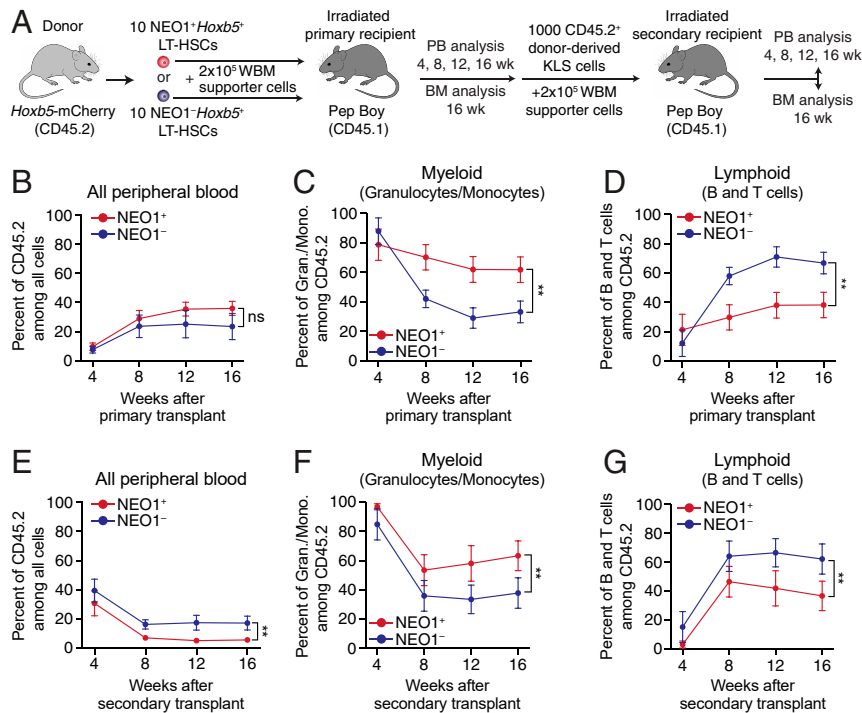 A
Donor
Hoxb5-mCherry
(CD45.2)
10 NEO1⁺Hoxb5⁺
LT-HSCs
or
+ 2x10⁵ WBM
supporter cells
10 NEO1⁻Hoxb5⁺
LT-HSCs
Irradiated
primary recipient
Pep Boy
(CD45.1)
PB analysis
4, 8, 12, 16 wk
BM analysis
16 wk
1000 CD45.2⁺
donor-derived
KLS cells
+2x10⁵ WBM
supporter cells
Irradiated
secondary recipient
Pep Boy
(CD45.1)
PB analysis
4, 8, 12, 16 wk
BM analysis
16 wk
B
All peripheral blood
Percent of CD45.2
among all cells
100
80
60
40
20
0
NEO1⁺
NEO1⁻
ns
4 8 12 16
Weeks after
primary transplant
C
Myeloid
(Granulocytes/Monocytes)
Percent of Gran./Mono.
among CD45.2
100
80
60
40
20
0
NEO1⁺
NEO1⁻
**
4 8 12 16
Weeks after
primary transplant
D
Lymphoid
(B and T cells)
Percent of B and T cells
among CD45.2
100
80
60
40
20
0
NEO1⁺
NEO1⁻
**
4 8 12 16
Weeks after
primary transplant
E
All peripheral blood
Percent of CD45.2
among all cells
100
80
60
40
20
0
NEO1⁺
NEO1⁻
**
4 8 12 16
Weeks after
secondary transplant
F
Myeloid
(Granulocytes/Monocytes)
Percent of Gran./Mono.
among CD45.2
100
80
60
40
20
0
NEO1⁺
NEO1⁻
**
4 8 12 16
Weeks after
secondary transplant
G
Lymphoid
(B and T cells)
Percent of B and T cells
among CD45.2
100
80
60
40
20
0
NEO1⁺
NEO1⁻
**
4 8 12 16
Weeks after
secondary transplant